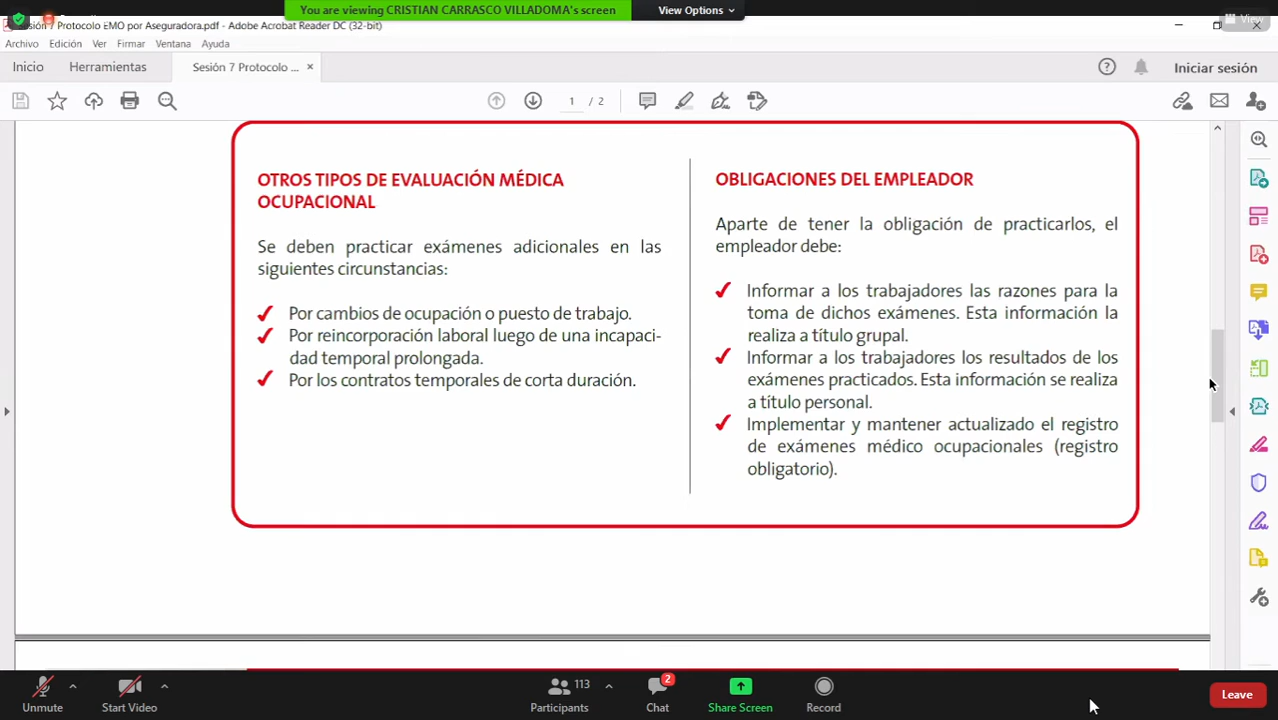 You are viewing CRISTIAN CARRASCO VILLADOMA's screen
View Options
View
Sesión 7 Protocolo EMO por Aseguradora.pdf - Adobe Acrobat Reader DC (32-bit)
Archivo Edición Ver Firmar Ventana Ayuda
Inicio Herramientas Sesión 7 Protocolo ... × Iniciar sesión
1 / 2
OTROS TIPOS DE EVALUACIÓN MÉDICA
OCUPACIONAL
Se deben practicar exámenes adicionales en las
siguientes circunstancias:
Por cambios de ocupación o puesto de trabajo.
Por reincorporación laboral luego de una incapaci-
dad temporal prolongada.
Por los contratos temporales de corta duración.
OBLIGACIONES DEL EMPLEADOR
Aparte de tener la obligación de practicarlos, el
empleador debe:
Informar a los trabajadores las razones para la
toma de dichos exámenes. Esta información la
realiza a título grupal.
Informar a los trabajadores los resultados de los
exámenes practicados. Esta información se realiza
a título personal.
Implementar y mantener actualizado el registro
de exámenes médico ocupacionales (registro
obligatorio).
Unmute
Start Video
113
Participants
2
Chat
Share Screen
Record
Leave